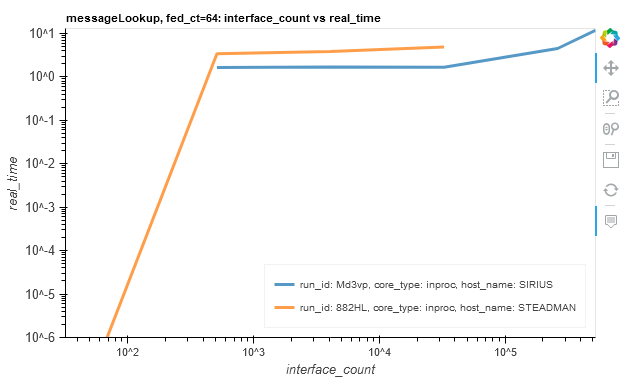 messageLookup, fed_ct=64: interface_count vs real_time
10^1
10^0
10^-1
10^-2
10^-3
10^-4
10^-5
10^-6
real_time
run_id: Md3vp, core_type: inproc, host_name: SIRIUS
run_id: 882HL, core_type: inproc, host_name: STEADMAN
10^2 10^3 10^4 10^5
interface_count